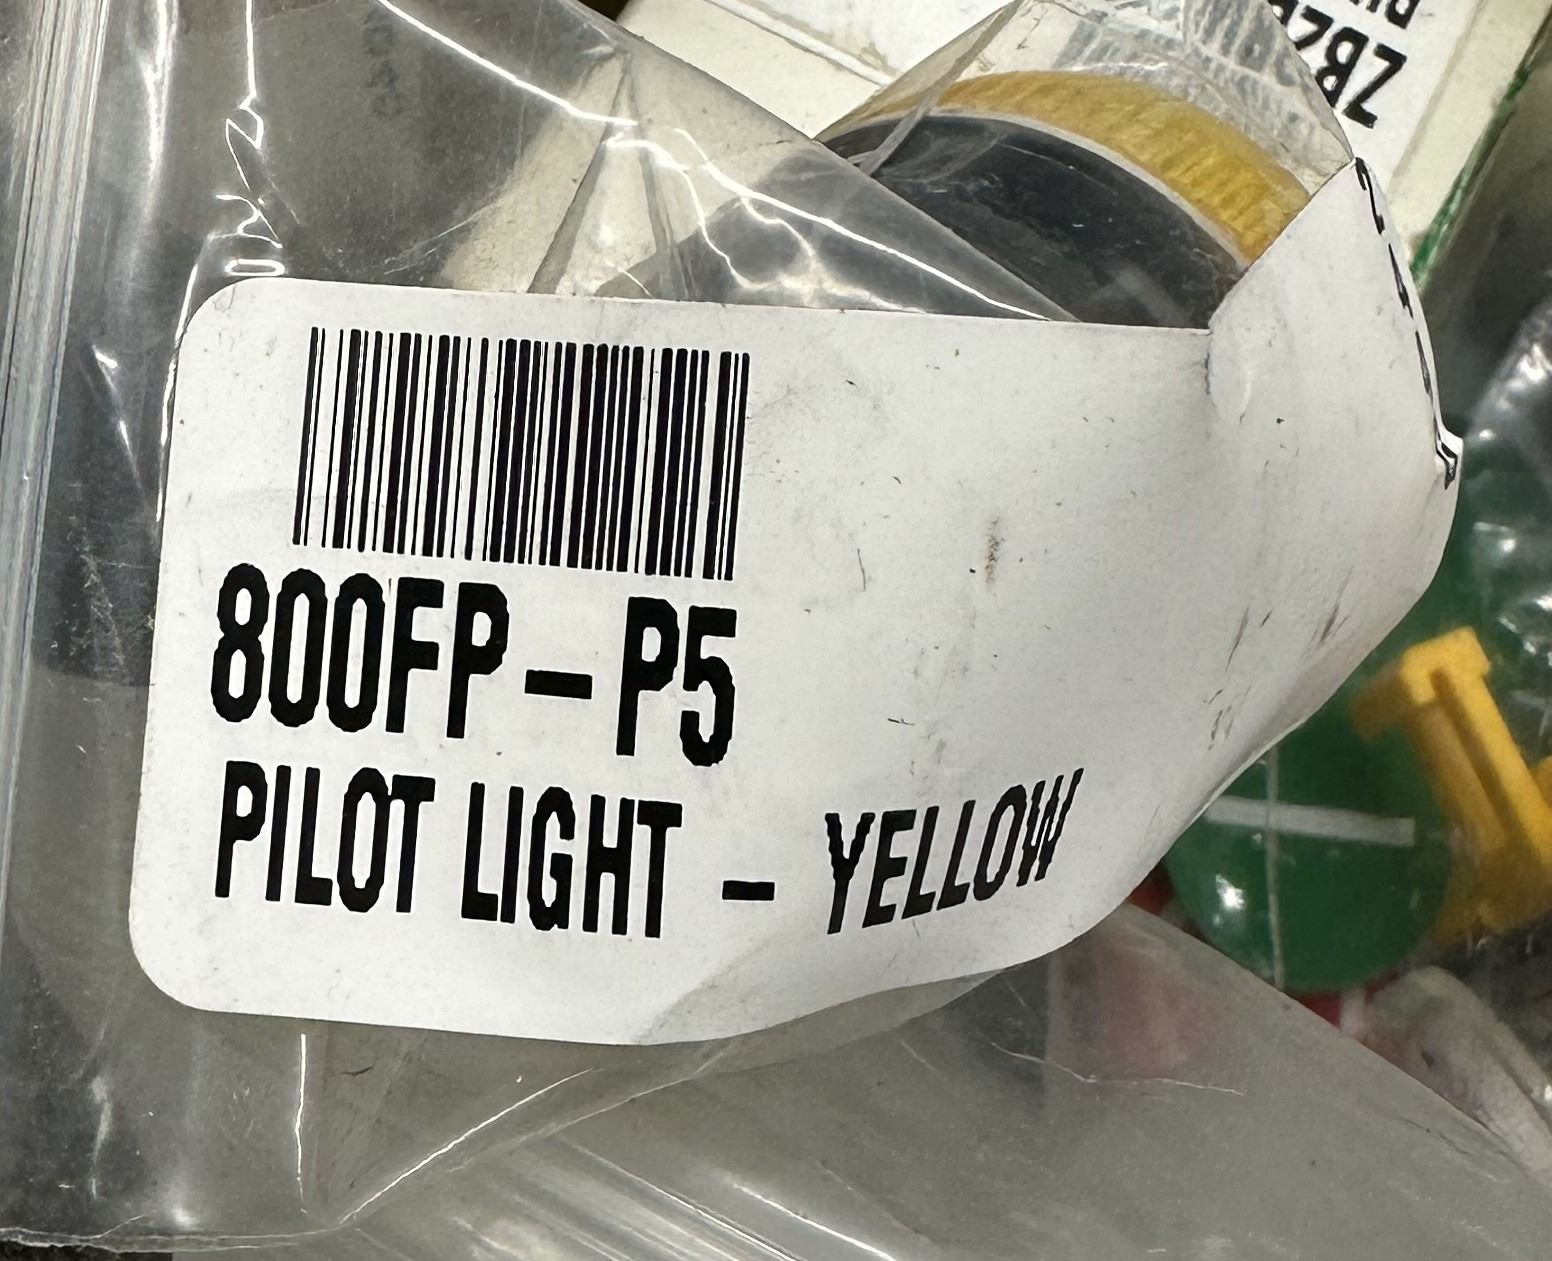 800FP-P5
PILOT LIGHT - YELLOW